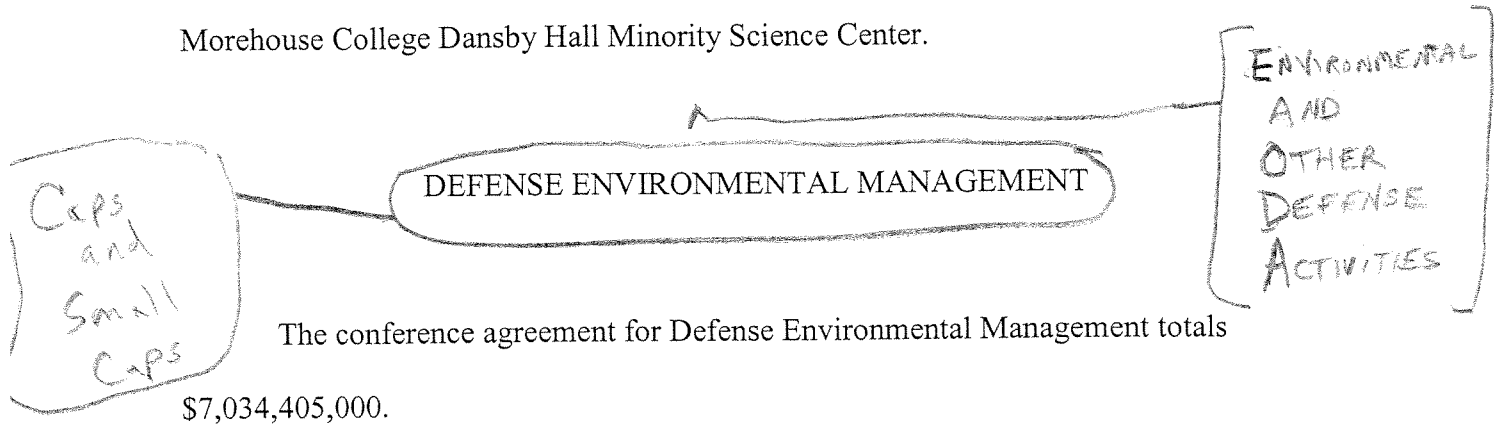 Morehouse College Dansby Hall Minority Science Center.
ENVIRONMENTAL
AND
OTHER
DEFENSE
ACTIVITIES
Caps
and
Small
Caps
DEFENSE ENVIRONMENTAL MANAGEMENT
The conference agreement for Defense Environmental Management totals
$7,034,405,000.